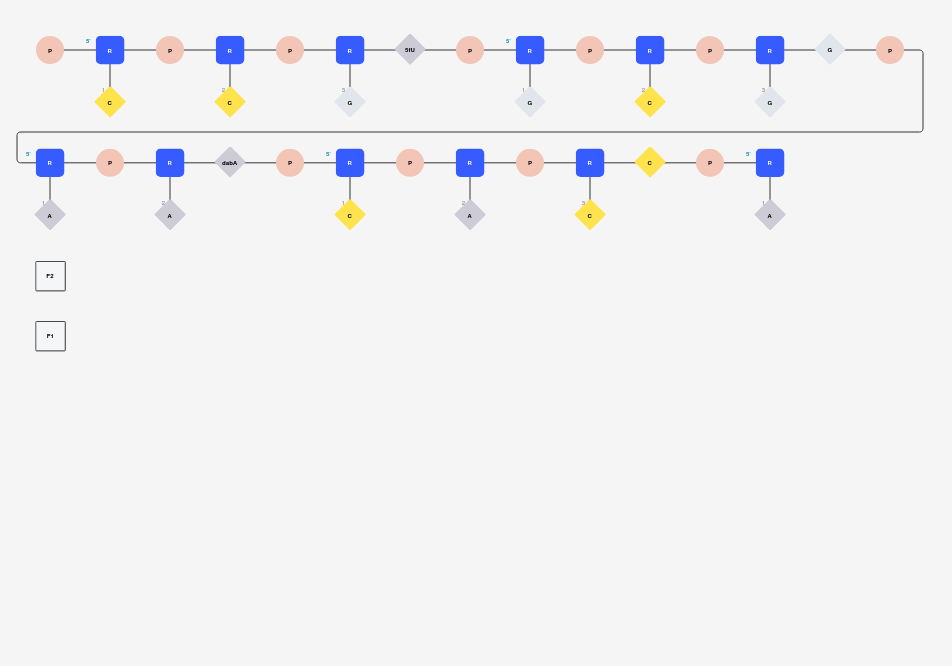 5' 5'
P R P R P R 5fU P R P R P R G P
1 2 3 1 2 3
C C G G C G
5' 5' 5'
R P R dabA P R P R P R C P R
1 2 1 2 3 1
A A C A C A
F2
F1